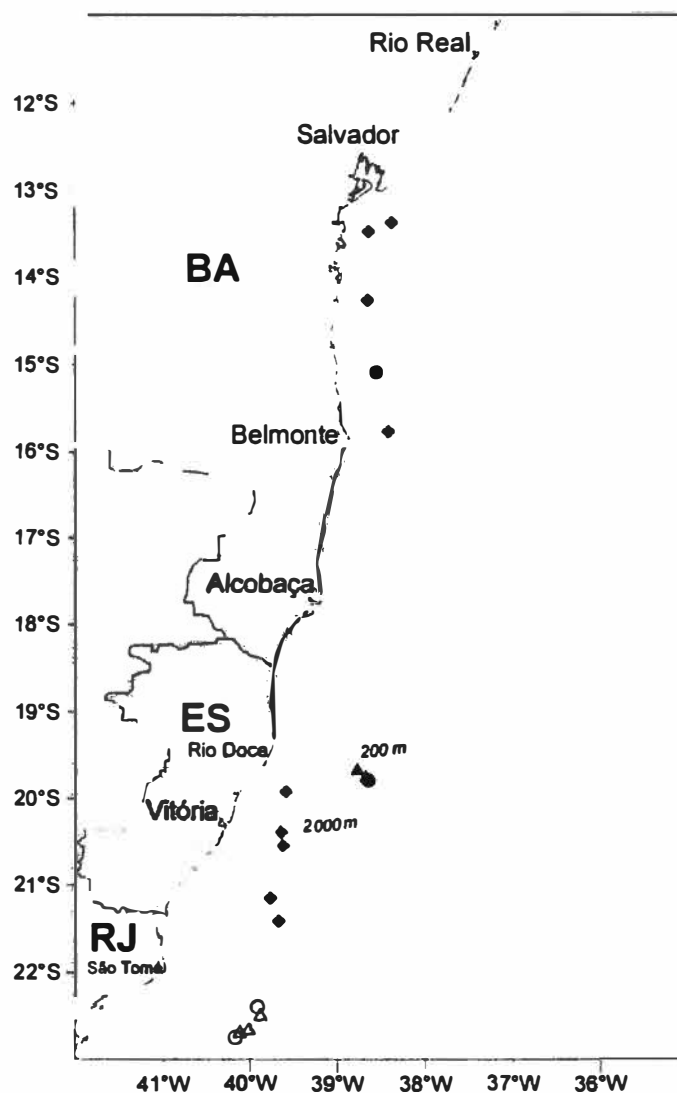 Rio Real
12°S
Salvador
13°S
BA
14°S
15°S
Belmonte
16°S
17°S
Alcobaça
18°S
19°S
ES
Rio Doce
200 m
20°S
Vitória
2000 m
21°S
RJ
São Tomé
22°S
41°W 40°W 39°W 38°W 37°W 36°W